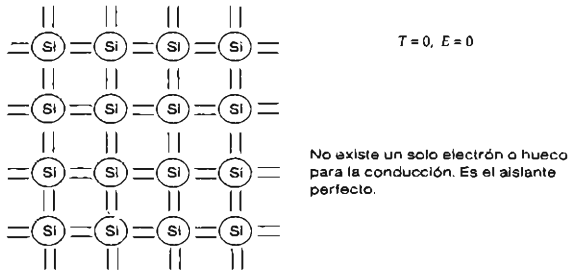 Si Si Si Si
T = 0, E = 0
Si Si Si Si
Si Si Si Si
No existe un solo electrón o hueco
para la conducción. Es el aislante
perfecto.
Si Si Si Si